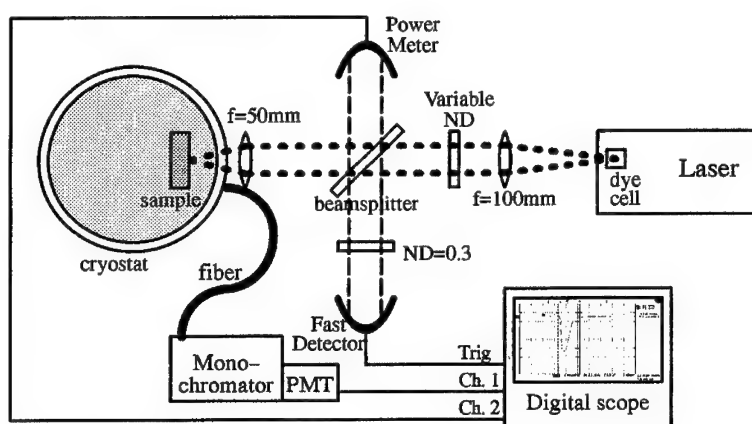 Power
Meter
Variable
ND
f=50mm
Laser
dye
cell
sample
beamsplitter
f=100mm
cryostat
fiber
ND=0.3
Fast
Detector
Mono-
chromator
PMT
Trig
Ch. 1
Ch. 2
Digital scope